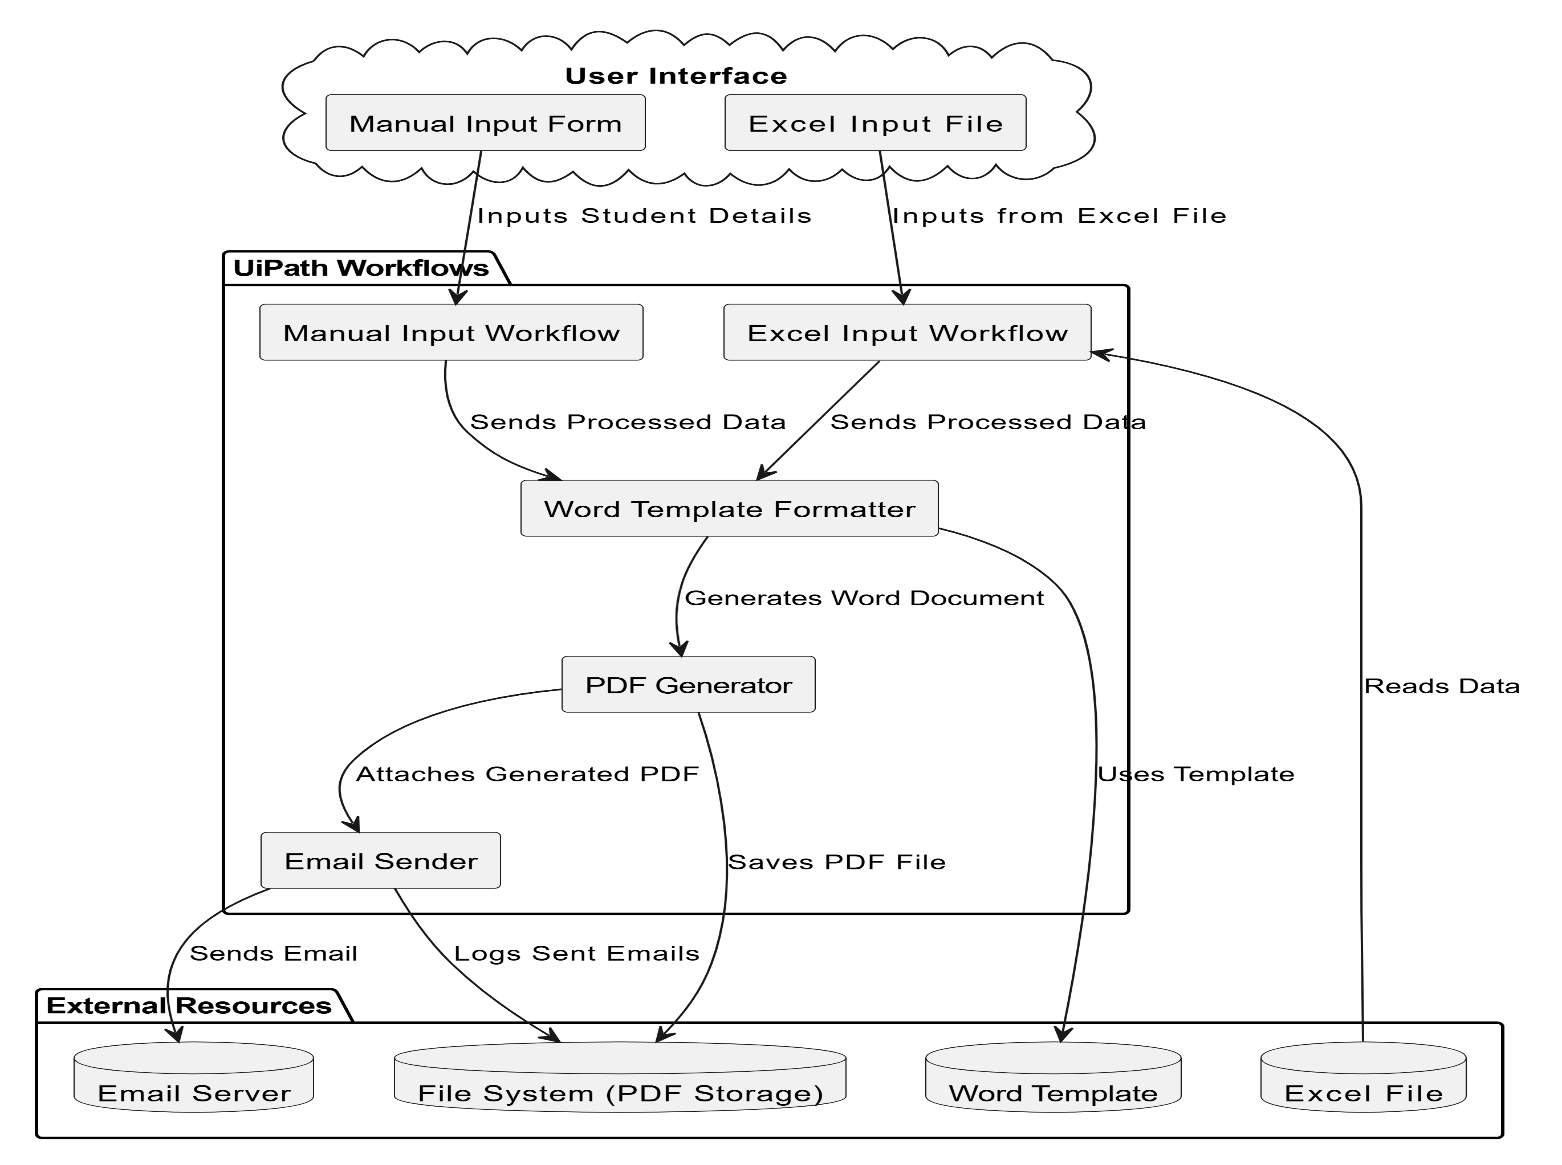 User Interface
Manual Input Form
Excel Input File
Inputs Student Details
Inputs from Excel File
UiPath Workflows
Manual Input Workflow
Excel Input Workflow
Sends Processed Data
Sends Processed Data
Word Template Formatter
Generates Word Document
PDF Generator
Reads Data
Attaches Generated PDF
Uses Template
Email Sender
Saves PDF File
Sends Email
Logs Sent Emails
External Resources
Email Server
File System (PDF Storage)
Word Template
Excel File